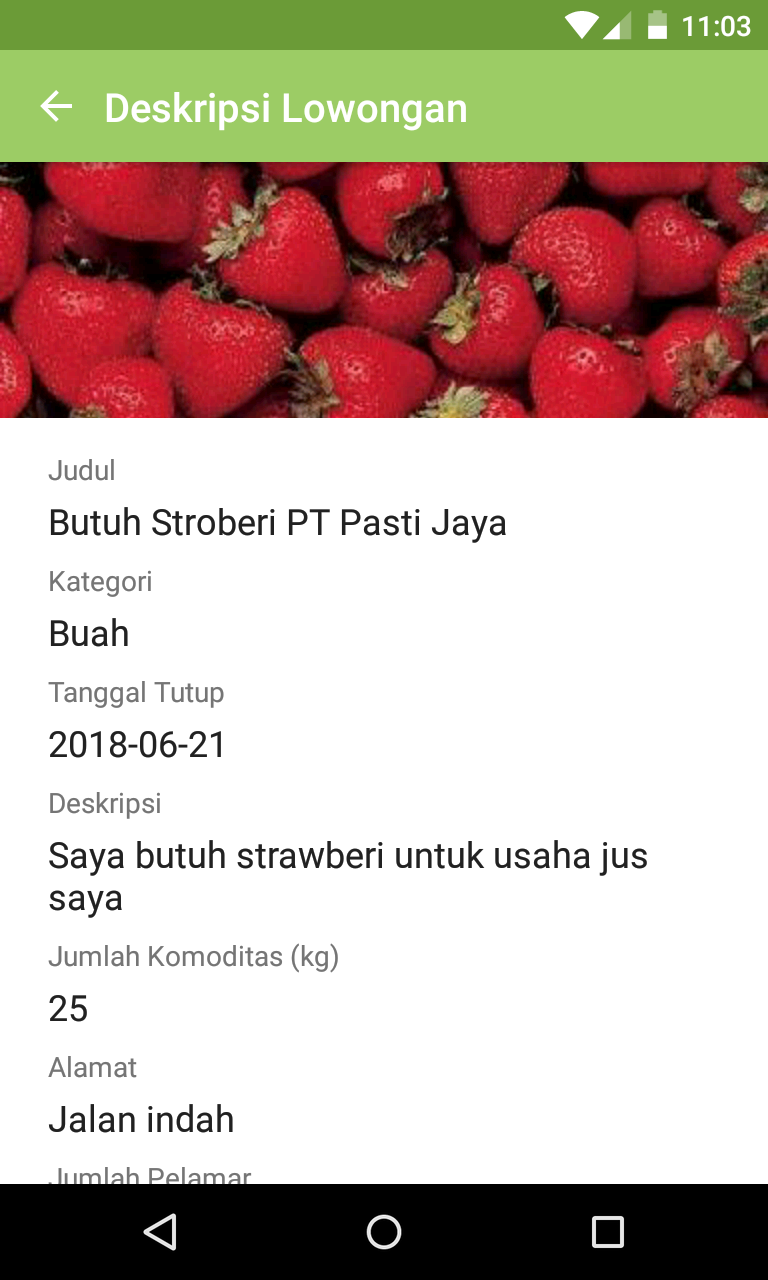 11:03
Deskripsi Lowongan
Judul
Butuh Stroberi PT Pasti Jaya
Kategori
Buah
Tanggal Tutup
2018-06-21
Deskripsi
Saya butuh strawberi untuk usaha jus
saya
Jumlah Komoditas (kg)
25
Alamat
Jalan indah
Jumlah Pelamar